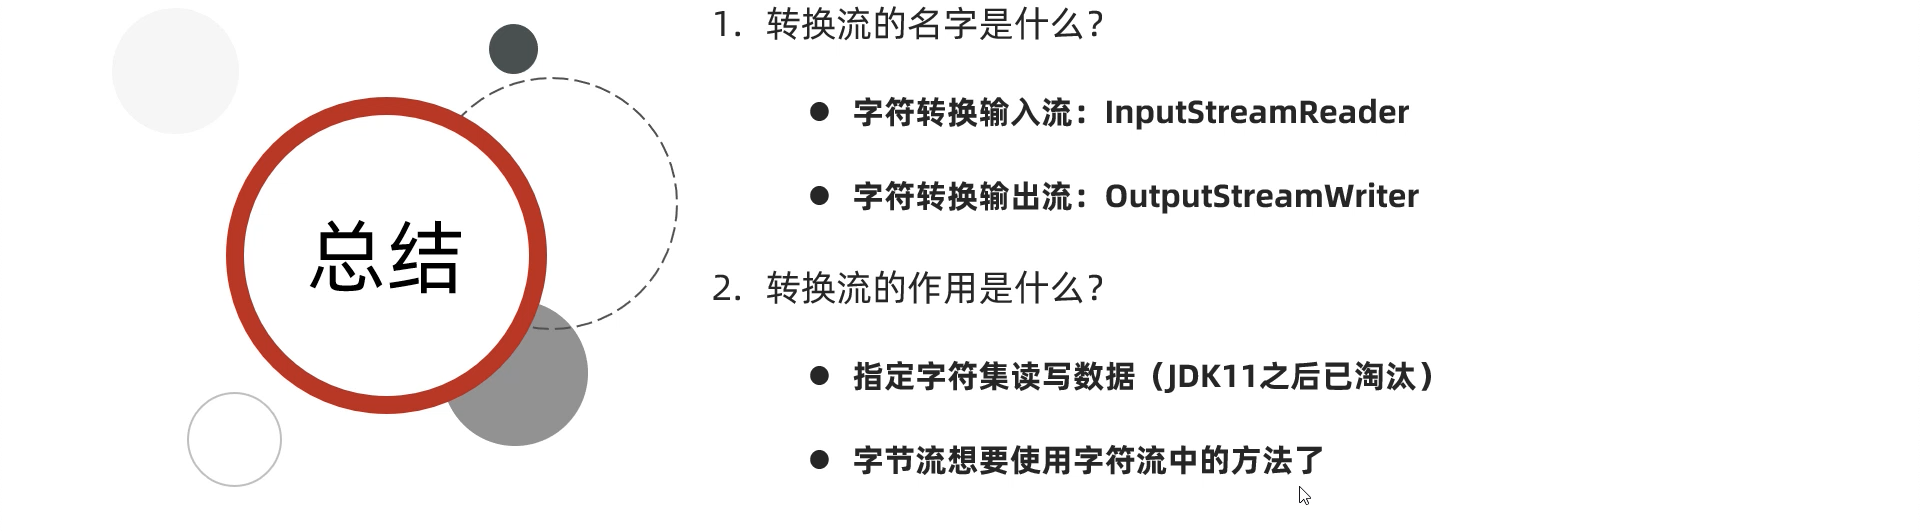 总结
1. 转换流的名字是什么？
● 字符转换输入流：InputStreamReader
● 字符转换输出流：OutputStreamWriter
2. 转换流的作用是什么？
● 指定字符集读写数据（JDK11之后已淘汰）
● 字节流想要使用字符流中的方法了